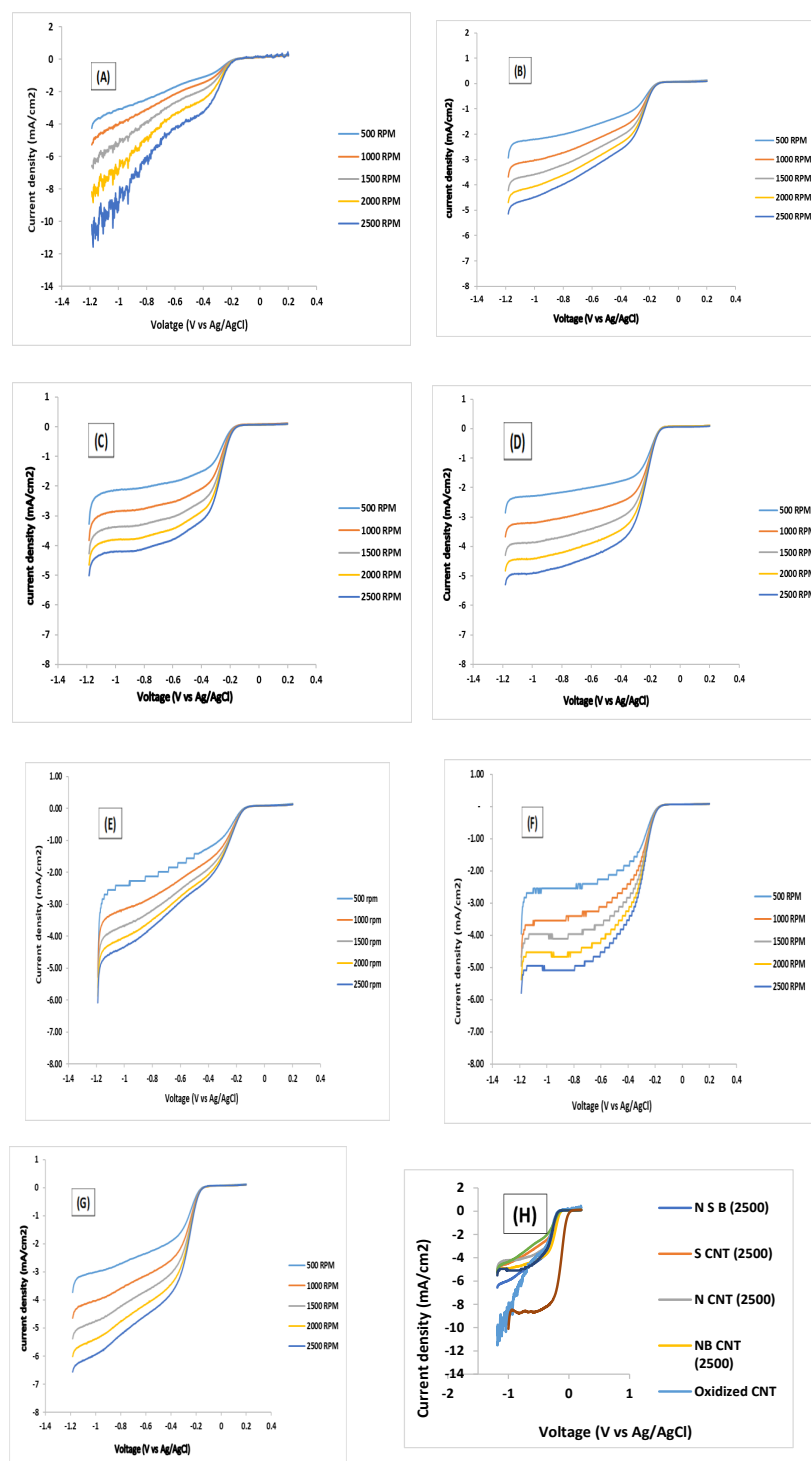 2
0
-2
-4
-6
-8
-10
-12
-14
-1.4 -1.2 -1 -0.8 -0.6 -0.4 -0.2 0 0.2 0.4
Current density (mA/cm2)
Volatge (V vs Ag/AgCl)
(A)
500 RPM
1000 RPM
1500 RPM
2000 RPM
2500 RPM
2
1
0
-1
-2
-3
-4
-5
-6
-7
-8
-1.4 -1.2 -1 -0.8 -0.6 -0.4 -0.2 0 0.2 0.4
current density (mA/cm2)
Voltage (V vs Ag/AgCl)
(B)
500 RPM
1000 RPM
1500 RPM
2000 RPM
2500 RPM
1
0
-1
-2
-3
-4
-5
-6
-7
-8
-1.4 -1.2 -1 -0.8 -0.6 -0.4 -0.2 0 0.2 0.4
current density (mA/cm2)
Voltage (V vs Ag/AgCl)
(C)
500 RPM
1000 RPM
1500 RPM
2000 RPM
2500 RPM
1
0
-1
-2
-3
-4
-5
-6
-7
-8
-1.4 -1.2 -1 -0.8 -0.6 -0.4 -0.2 0 0.2 0.4
Current density (mA/cm2)
Voltage (V vs Ag/AgCl)
(D)
500 RPM
1000 RPM
1500 RPM
2000 RPM
2500 RPM
1.00
0.00
-1.00
-2.00
-3.00
-4.00
-5.00
-6.00
-8.00
-1.4 -1.2 -1 -0.8 -0.6 -0.4 -0.2 0 0.2 0.4
Current density (mA/cm2)
Voltage (V vs Ag/AgCl)
(E)
500 rpm
1000 rpm
1500 rpm
2000 rpm
2500 rpm
1.00
-
-1.00
-2.00
-3.00
-4.00
-5.00
-6.00
-7.00
-8.00
-1.4 -1.2 -1 -0.8 -0.6 -0.4 -0.2 0 0.2 0.4
Current density (mA/cm2)
Voltage (V vs Ag/AgCl)
(F)
500 RPM
1000 RPM
1500 RPM
2000 RPM
2500 RPM
1
0
-1
-2
-3
-4
-5
-6
-7
-8
-1.4 -1.2 -1 -0.8 -0.6 -0.4 -0.2 0 0.2 0.4
current density (mA/cm2)
Voltage (V vs Ag/AgCl)
(G)
500 RPM
1000 RPM
1500 RPM
2000 RPM
2500 RPM
2
0
-2
-4
-6
-8
-10
-12
-14
-2 -1 0 1
Current density (mA/cm2)
Voltage (V vs Ag/AgCl)
(H)
N S B (2500)
S CNT (2500)
N CNT (2500)
NB CNT
(2500)
Oxidized CNT